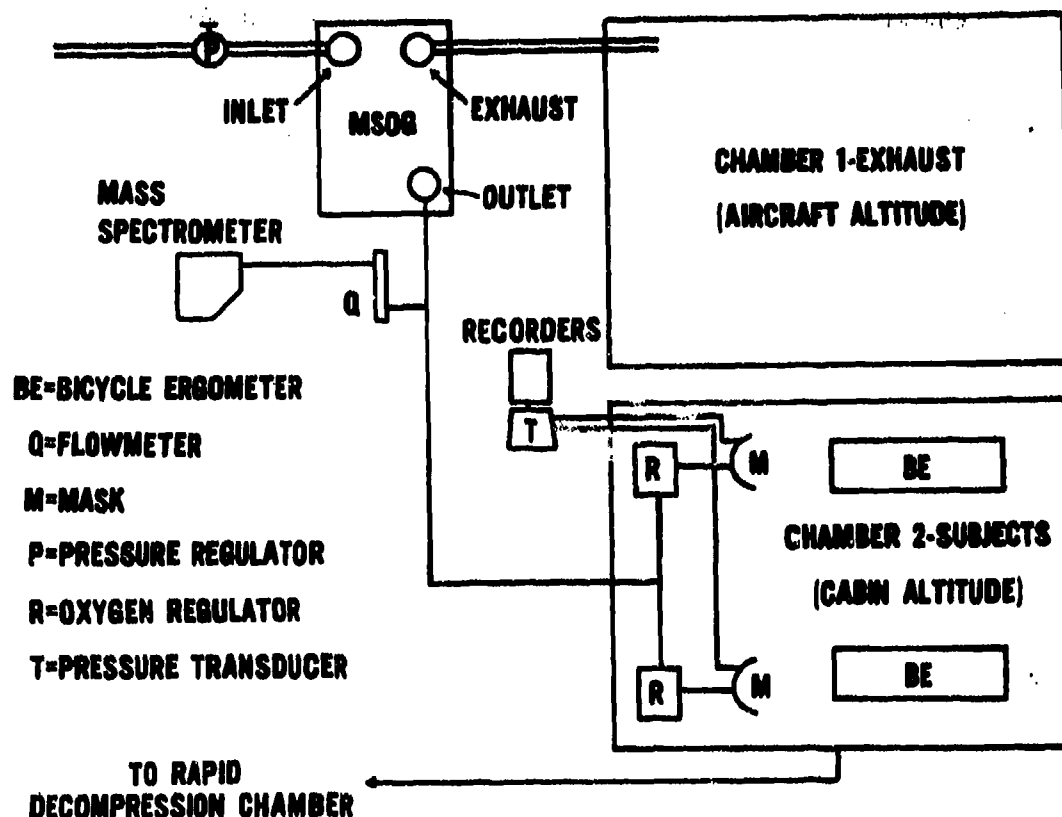 P
INLET
EXHAUST
MSOG
OUTLET
MASS
SPECTROMETER
Q
CHAMBER 1-EXHAUST
(AIRCRAFT ALTITUDE)
RECORDERS
T
BE=BICYCLE ERGOMETER
Q=FLOWMETER
M=MASK
P=PRESSURE REGULATOR
R=OXYGEN REGULATOR
T=PRESSURE TRANSDUCER
R
M
BE
CHAMBER 2-SUBJECTS
(CABIN ALTITUDE)
R
M
BE
TO RAPID
DECOMPRESSION CHAMBER